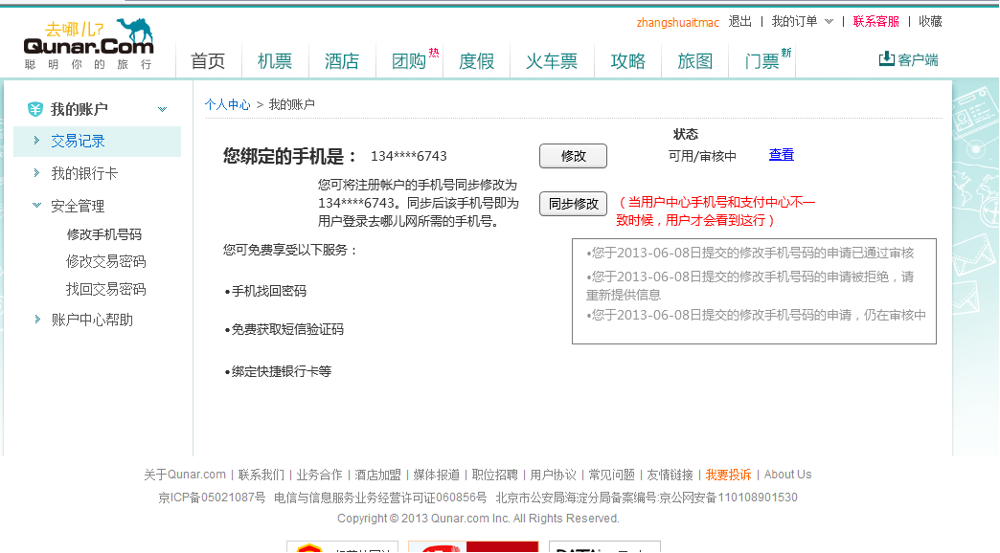 zhangshuaitmac 退出 | 我的订单 | 联系客服 | 收藏
去哪儿?
Qunar.Com
聪明你的旅行
首页 机票 酒店 团购 热 度假 火车票 攻略 旅图 门票 新 客户端
我的账户
交易记录
我的银行卡
安全管理
修改手机号码
修改交易密码
找回交易密码
账户中心帮助
个人中心 > 我的账户
状态
您绑定的手机是： 134****6743 修改 可用/审核中 查看
您可将注册帐户的手机号同步修改为
134****6743。同步后该手机号即为
用户登录去哪儿网所需的手机号。
同步修改
（当用户中心手机号和支付中心不一
致时候，用户才会看到这行）
您可免费享受以下服务：
•手机找回密码
•免费获取短信验证码
•绑定快捷银行卡等
•您于2013-06-08日提交的修改手机号码的申请已通过审核
•您于2013-06-08日提交的修改手机号码的申请被拒绝，请
重新提供信息
•您于2013-06-08日提交的修改手机号码的申请，仍在审核中
关于Qunar.com | 联系我们 | 业务合作 | 酒店加盟 | 媒体报道 | 职位招聘 | 用户协议 | 常见问题 | 友情链接 | 我要投诉 | About Us
京ICP备05021087号 电信与信息服务业务经营许可证060856号 北京市公安局海淀分局备案编号:京公网安备110108901530
Copyright © 2013 Qunar.com Inc. All Rights Reserved.